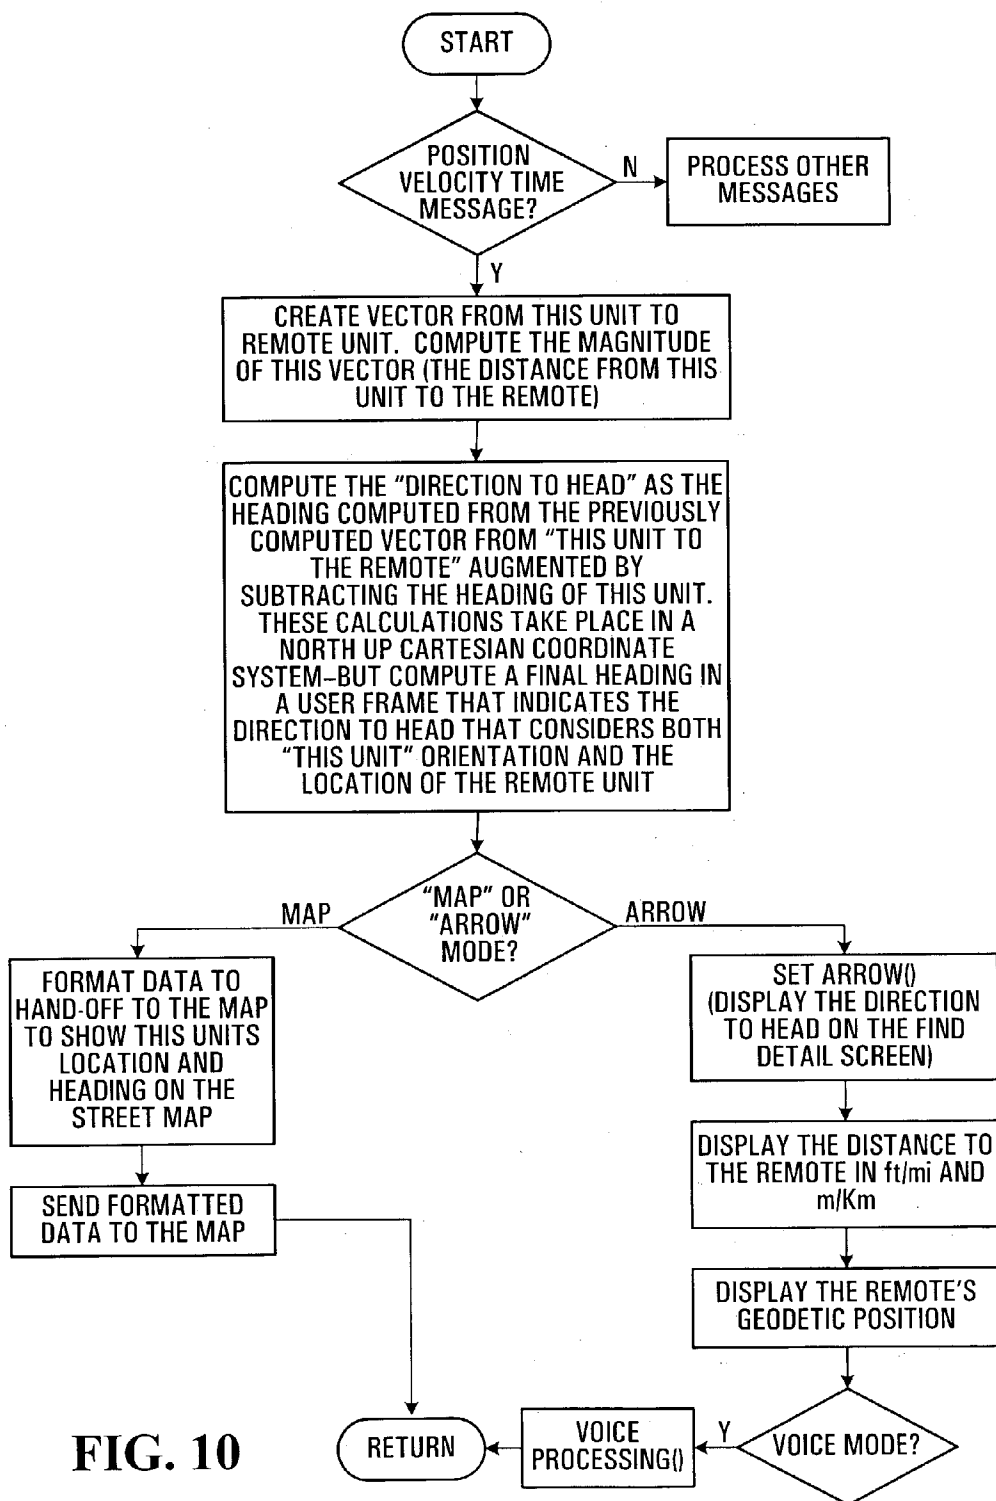 START
POSITION
VELOCITY TIME
MESSAGE?
N
PROCESS OTHER
MESSAGES
Y
CREATE VECTOR FROM THIS UNIT TO
REMOTE UNIT. COMPUTE THE MAGNITUDE
OF THIS VECTOR (THE DISTANCE FROM THIS
UNIT TO THE REMOTE)
COMPUTE THE "DIRECTION TO HEAD" AS THE
HEADING COMPUTED FROM THE PREVIOUSLY
COMPUTED VECTOR FROM "THIS UNIT TO
THE REMOTE" AUGMENTED BY
SUBTRACTING THE HEADING OF THIS UNIT.
THESE CALCULATIONS TAKE PLACE IN A
NORTH UP CARTESIAN COORDINATE
SYSTEM–BUT COMPUTE A FINAL HEADING IN
A USER FRAME THAT INDICATES THE
DIRECTION TO HEAD THAT CONSIDERS BOTH
"THIS UNIT" ORIENTATION AND THE
LOCATION OF THE REMOTE UNIT
"MAP" OR
"ARROW"
MODE?
MAP
ARROW
FORMAT DATA TO
HAND-OFF TO THE MAP
TO SHOW THIS UNITS
LOCATION AND
HEADING ON THE
STREET MAP
SEND FORMATTED
DATA TO THE MAP
SET ARROW()
(DISPLAY THE DIRECTION
TO HEAD ON THE FIND
DETAIL SCREEN)
DISPLAY THE DISTANCE TO
THE REMOTE IN ft/mi AND
m/Km
DISPLAY THE REMOTE'S
GEODETIC POSITION
VOICE MODE?
Y
VOICE
PROCESSING()
RETURN
FIG. 10